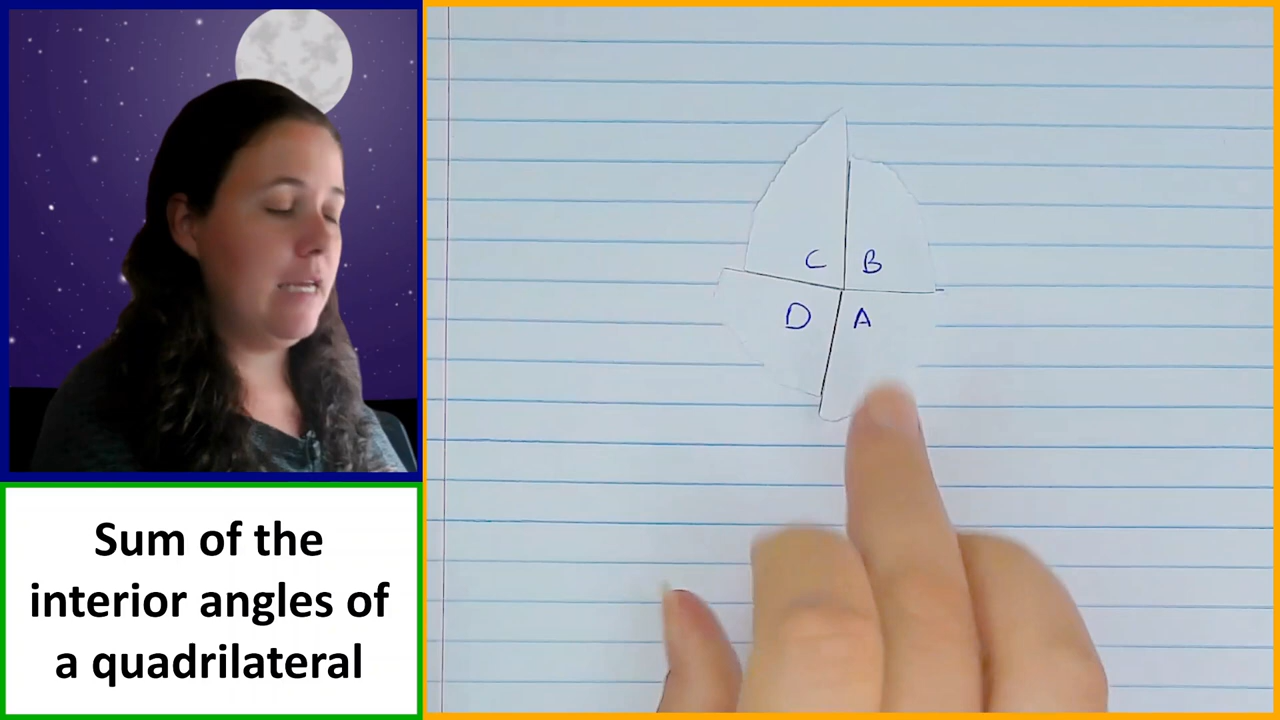 Sum of the
interior angles of
a quadrilateral
C B
D A